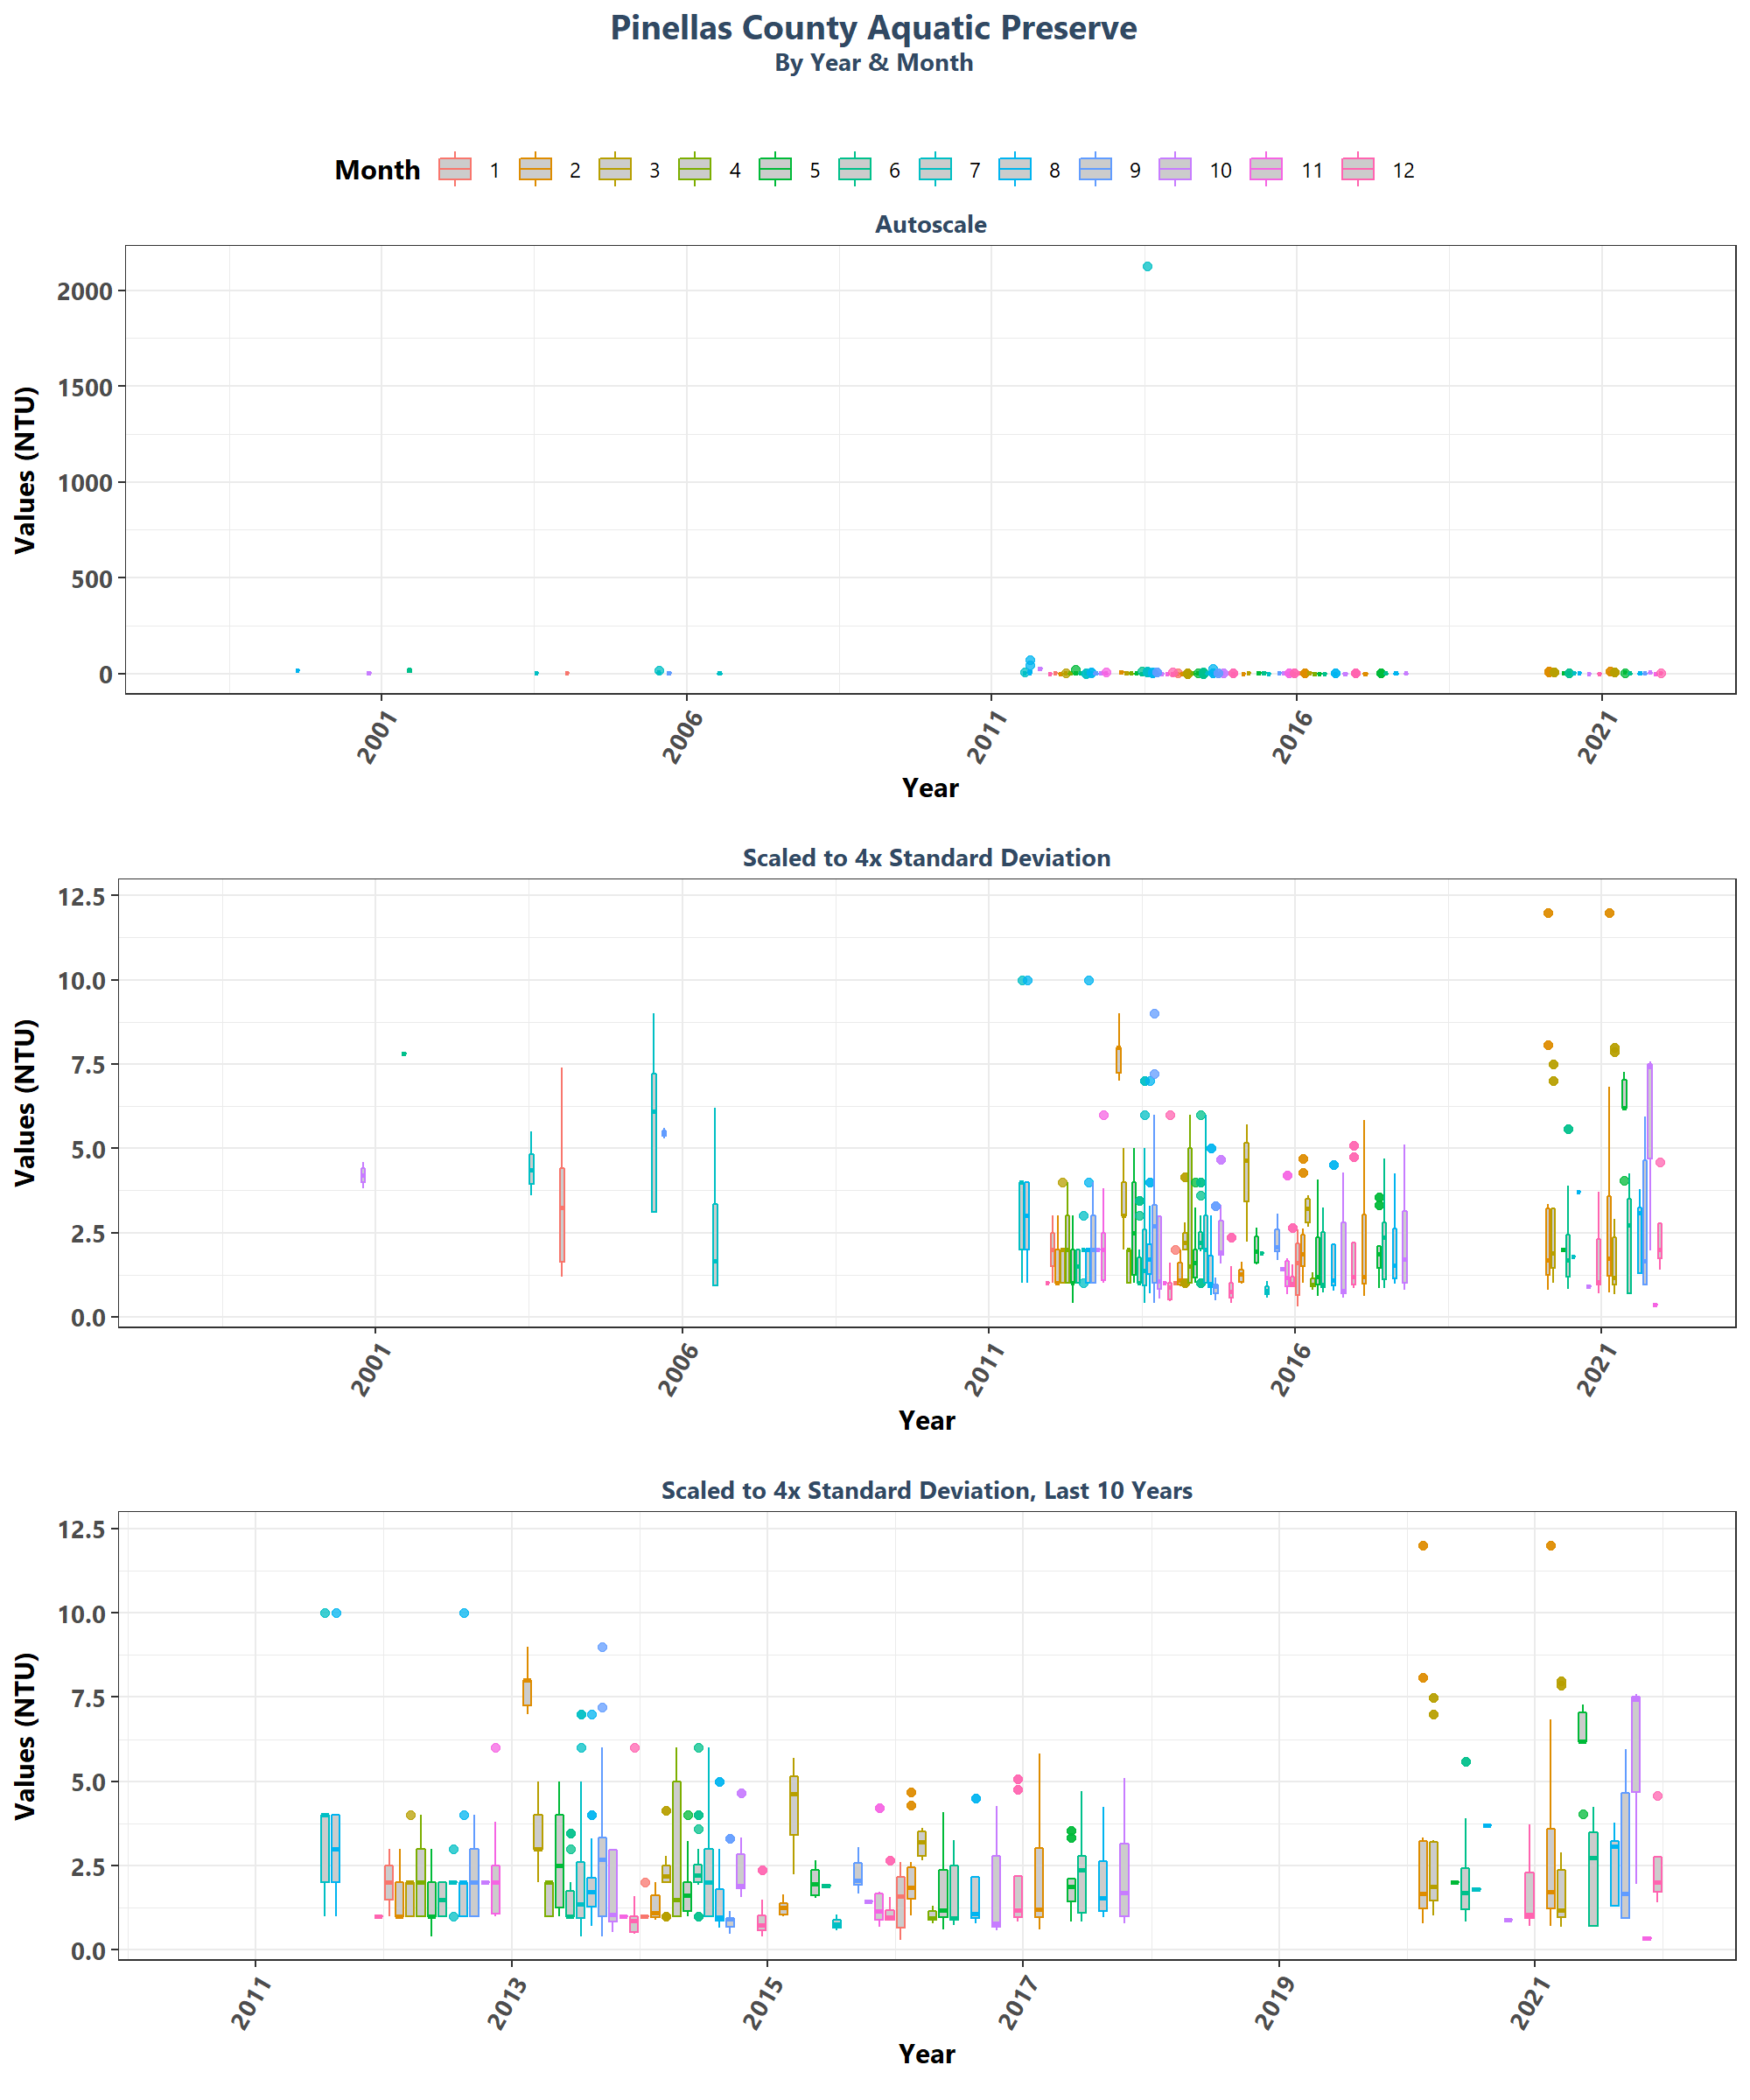 Pinellas County Aquatic Preserve
By Year & Month
Month 1 2 3 4 5 6 7 8 9 10 11 12
Autoscale
Values (NTU)
2000
1500
1000
500
0
2001 2006 2011 2016 2021
Year
Scaled to 4x Standard Deviation
Values (NTU)
12.5
10.0
7.5
5.0
2.5
0.0
2001 2006 2011 2016 2021
Year
Scaled to 4x Standard Deviation, Last 10 Years
Values (NTU)
12.5
10.0
7.5
5.0
2.5
0.0
2011 2013 2015 2017 2019 2021
Year